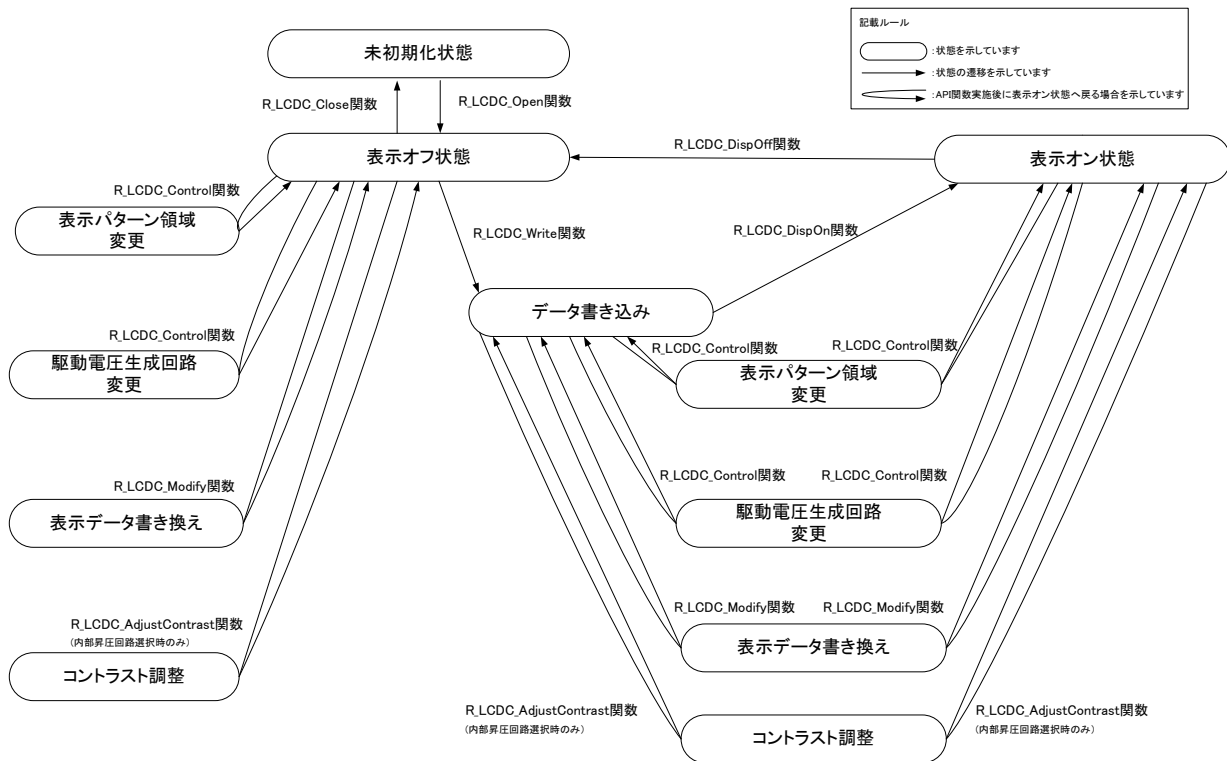 記載ルール
:状態を示しています
:状態の遷移を示しています
:API関数実施後に表示オン状態へ戻る場合を示しています
未初期化状態
R_LCDC_Close関数
R_LCDC_Open関数
表示オフ状態
R_LCDC_DispOff関数
表示オン状態
R_LCDC_Control関数
表示パターン領域
変更
R_LCDC_Write関数
R_LCDC_DispOn関数
データ書き込み
R_LCDC_Control関数
駆動電圧生成回路
変更
R_LCDC_Control関数
R_LCDC_Control関数
表示パターン領域
変更
R_LCDC_Modify関数
表示データ書き換え
R_LCDC_Control関数
R_LCDC_Control関数
駆動電圧生成回路
変更
R_LCDC_AdjustContrast関数
(内部昇圧回路選択時のみ)
コントラスト調整
R_LCDC_Modify関数
R_LCDC_Modify関数
表示データ書き換え
R_LCDC_AdjustContrast関数
(内部昇圧回路選択時のみ)
R_LCDC_AdjustContrast関数
(内部昇圧回路選択時のみ)
コントラスト調整